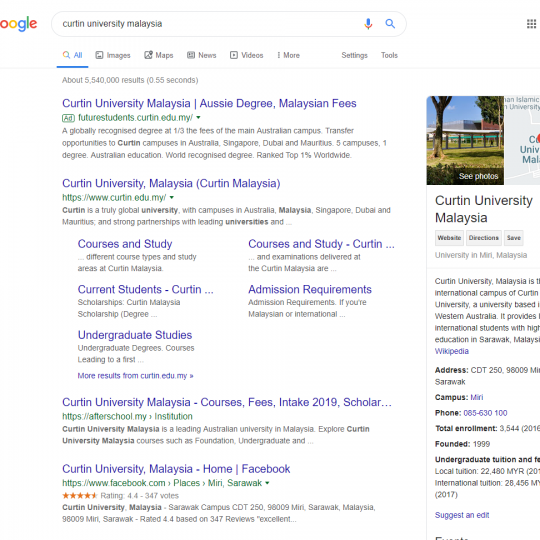 oogle
curtin university malaysia
All Images Maps News Videos More Settings Tools
About 5,540,000 results (0.55 seconds)
Curtin University Malaysia | Aussie Degree, Malaysian Fees
Ad futurestudents.curtin.edu.my/
A globally recognised degree at 1/3 the fees of the main Australian campus. Transfer
opportunities to Curtin campuses in Australia, Singapore, Dubai and Mauritius. 5 campuses, 1
degree. Australian education. World recognised degree. Ranked Top 1% Worldwide.
Curtin University, Malaysia (Curtin Malaysia)
https://www.curtin.edu.my/
Curtin is a truly global university, with campuses in Australia, Malaysia, Singapore, Dubai and
Mauritius; and strong partnerships with leading universities and ...
Courses and Study
... different course types and study
areas at Curtin Malaysia.
Courses and Study - Curtin ...
... and examinations delivered at
the Curtin Malaysia are ...
Current Students - Curtin ...
Scholarships: Curtin Malaysia
Scholarship (Degree ...
Admission Requirements
Admission Requirements. If you're
Malaysian or international ...
Undergraduate Studies
Undergraduate Degrees. Courses
Leading to a first ...
More results from curtin.edu.my »
Curtin University Malaysia - Courses, Fees, Intake 2019, Scholar…
https://afterschool.my › Institution
Curtin University Malaysia is a leading Australian university in Malaysia. Explore Curtin
University Malaysia courses such as Foundation, Undergraduate and ...
Curtin University, Malaysia - Home | Facebook
https://www.facebook.com › Places › Miri, Sarawak
Rating: 4.4 - 347 votes
Curtin University, Malaysia - Sarawak Campus CDT 250, 98009 Miri, Sarawak, Malaysia,
98009 Miri, Sarawak - Rated 4.4 based on 347 Reviews "excellent...
an Islamic
C
Curtin
Univ
Mala
See photos
Curtin University
Malaysia
Website Directions Save
University in Miri, Malaysia
Curtin University, Malaysia is th
international campus of Curtin
University, a university based i
Western Australia. It provides l
international students with high
education in Sarawak, Malaysi
Wikipedia
Address: CDT 250, 98009 Mir
Sarawak
Campus: Miri
Phone: 085-630 100
Total enrollment: 3,544 (2016
Founded: 1999
Undergraduate tuition and fe
Local tuition: 22,480 MYR (201
International tuition: 28,456 MY
(2017)
Suggest an edit
Events